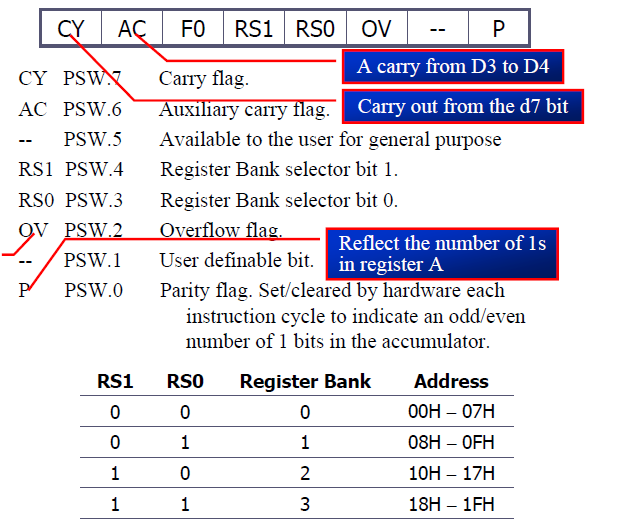 CY AC F0 RS1 RS0 OV -- P
A carry from D3 to D4
CY PSW.7 Carry flag.
Carry out from the d7 bit
AC PSW.6 Auxiliary carry flag.
-- PSW.5 Available to the user for general purpose
RS1 PSW.4 Register Bank selector bit 1.
RS0 PSW.3 Register Bank selector bit 0.
OV PSW.2 Overflow flag.
Reflect the number of 1s
in register A
-- PSW.1 User definable bit.
P PSW.0 Parity flag. Set/cleared by hardware each
instruction cycle to indicate an odd/even
number of 1 bits in the accumulator.
RS1 RS0 Register Bank Address
0 0 0 00H – 07H
0 1 1 08H – 0FH
1 0 2 10H – 17H
1 1 3 18H – 1FH